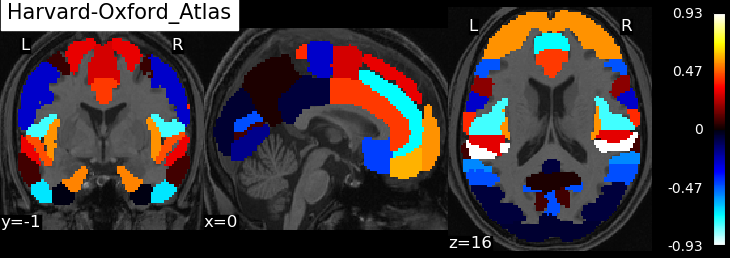 Harvard-Oxford_Atlas
L R
y=-1
x=0
L R
z=16
0.93
0.47
0
-0.47
-0.93